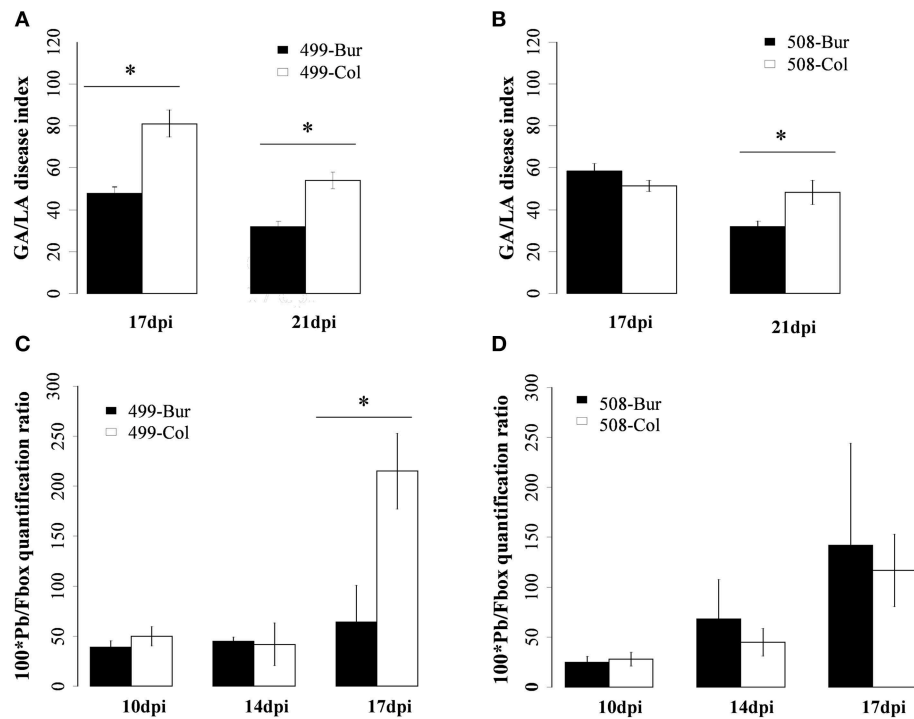 A
GA/LA disease index
120
100
80
60
40
20
0
499-Bur
499-Col
*
*
17dpi
21dpi
B
GA/LA disease index
120
100
80
60
40
20
0
508-Bur
508-Col
*
17dpi
21dpi
C
100*Pb/Fbox quantification ratio
300
250
200
150
100
50
0
499-Bur
499-Col
*
10dpi
14dpi
17dpi
D
100*Pb/Fbox quantification ratio
300
250
200
150
100
50
0
508-Bur
508-Col
10dpi
14dpi
17dpi